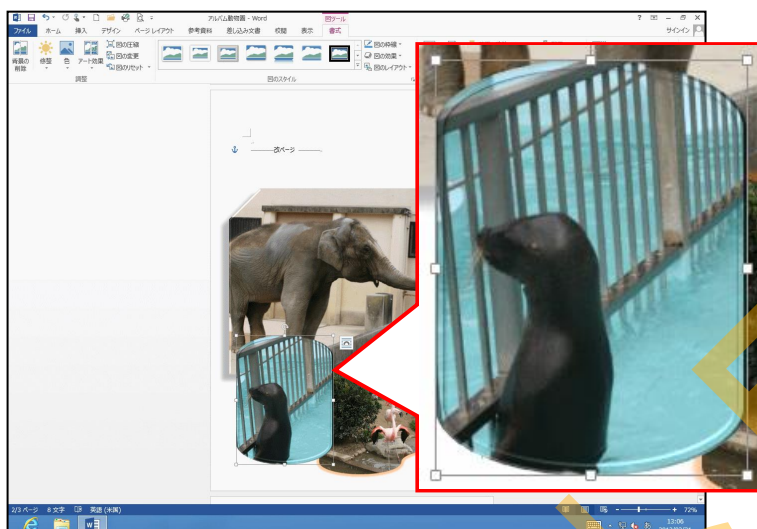 アルバム動物園 - Word
図ツール
サインイン
ファイル ホーム 挿入 デザイン ページ レイアウト 参考資料 差し込み文書 校閲 表示 書式
背景の削除
修整
色
アート効果
図の圧縮
図の変更
図のリセット
図の枠線
図の効果
図のレイアウト
調整
図のスタイル
改ページ
2/3 ページ 8 文字 英語 (米国)
72%
13:06